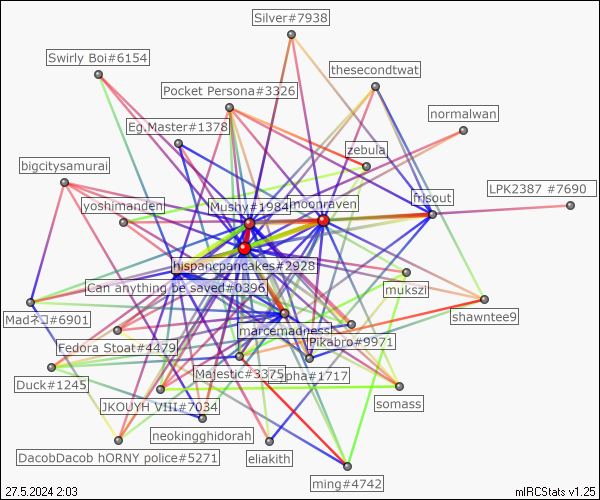 Silver#7938
Swirly Boi#6154
thesecondtwat
Pocket Persona#3326
normalwan
Eg.Master#1378
zebula
bigcitysamurai
LPK2387 #7690
frisout
yoshimanden
Mushy#1984
moonraven
hispancpancakes#2928
Can anything be saved#0396
mukszi
Madネコ#6901
shawntee9
marcemadness
Pikabro#9971
Fedora Stoat#4479
Majestic#3375
ypha#1717
Duck#1245
somass
JKOUYH VIII#7034
neokingghidorah
DacobDacob hORNY police#5271
eliakith
ming#4742
27.5.2024 2:03
mIRCStats v1.25